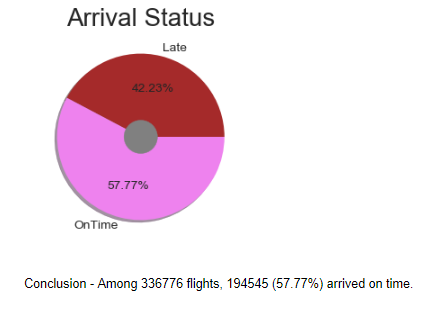 Arrival Status
Late
42.23%
57.77%
OnTime
Conclusion - Among 336776 flights, 194545 (57.77%) arrived on time.